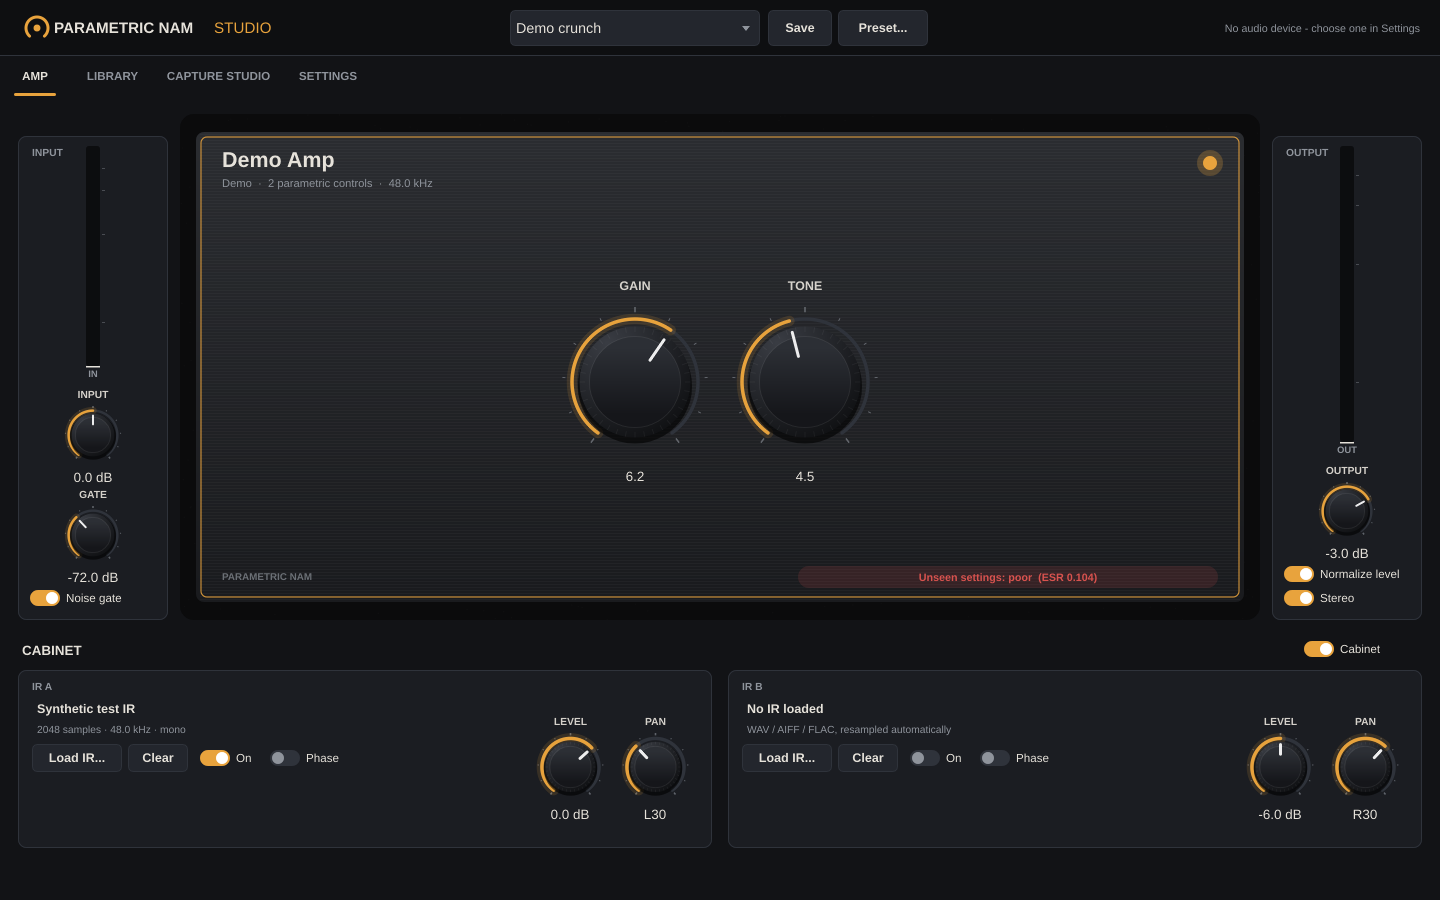 PARAMETRIC NAM STUDIO
Demo crunch
Save
Preset...
No audio device - choose one in Settings
AMP
LIBRARY
CAPTURE STUDIO
SETTINGS
INPUT
IN
INPUT
0.0 dB
GATE
-72.0 dB
Noise gate
Demo Amp
Demo · 2 parametric controls · 48.0 kHz
GAIN
TONE
6.2
4.5
PARAMETRIC NAM
Unseen settings: poor (ESR 0.104)
OUTPUT
OUT
OUTPUT
-3.0 dB
Normalize level
Stereo
CABINET
Cabinet
IR A
Synthetic test IR
2048 samples · 48.0 kHz · mono
Load IR...
Clear
On
Phase
LEVEL
PAN
0.0 dB
L30
IR B
No IR loaded
WAV / AIFF / FLAC, resampled automatically
Load IR...
Clear
On
Phase
LEVEL
PAN
-6.0 dB
R30